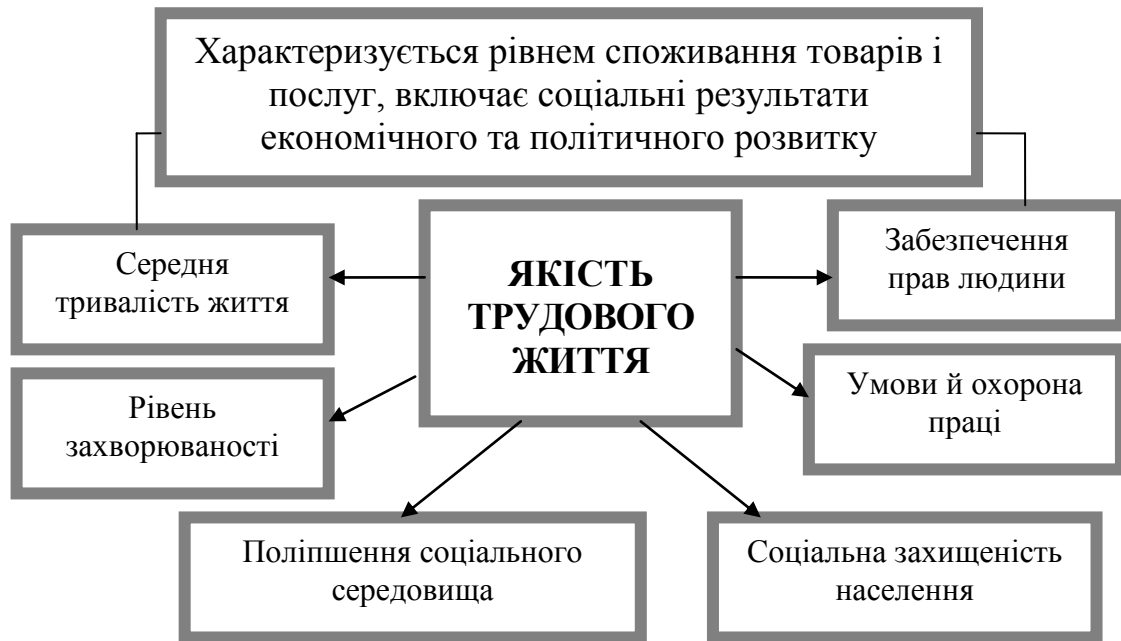 Характеризується рівнем споживання товарів і
послуг, включає соціальні результати
економічного та політичного розвитку
Середня
тривалість життя
ЯКІСТЬ
ТРУДОВОГО
ЖИТТЯ
Забезпечення
прав людини
Рівень
захворюваності
Умови й охорона
праці
Поліпшення соціального
середовища
Соціальна захищеність
населення